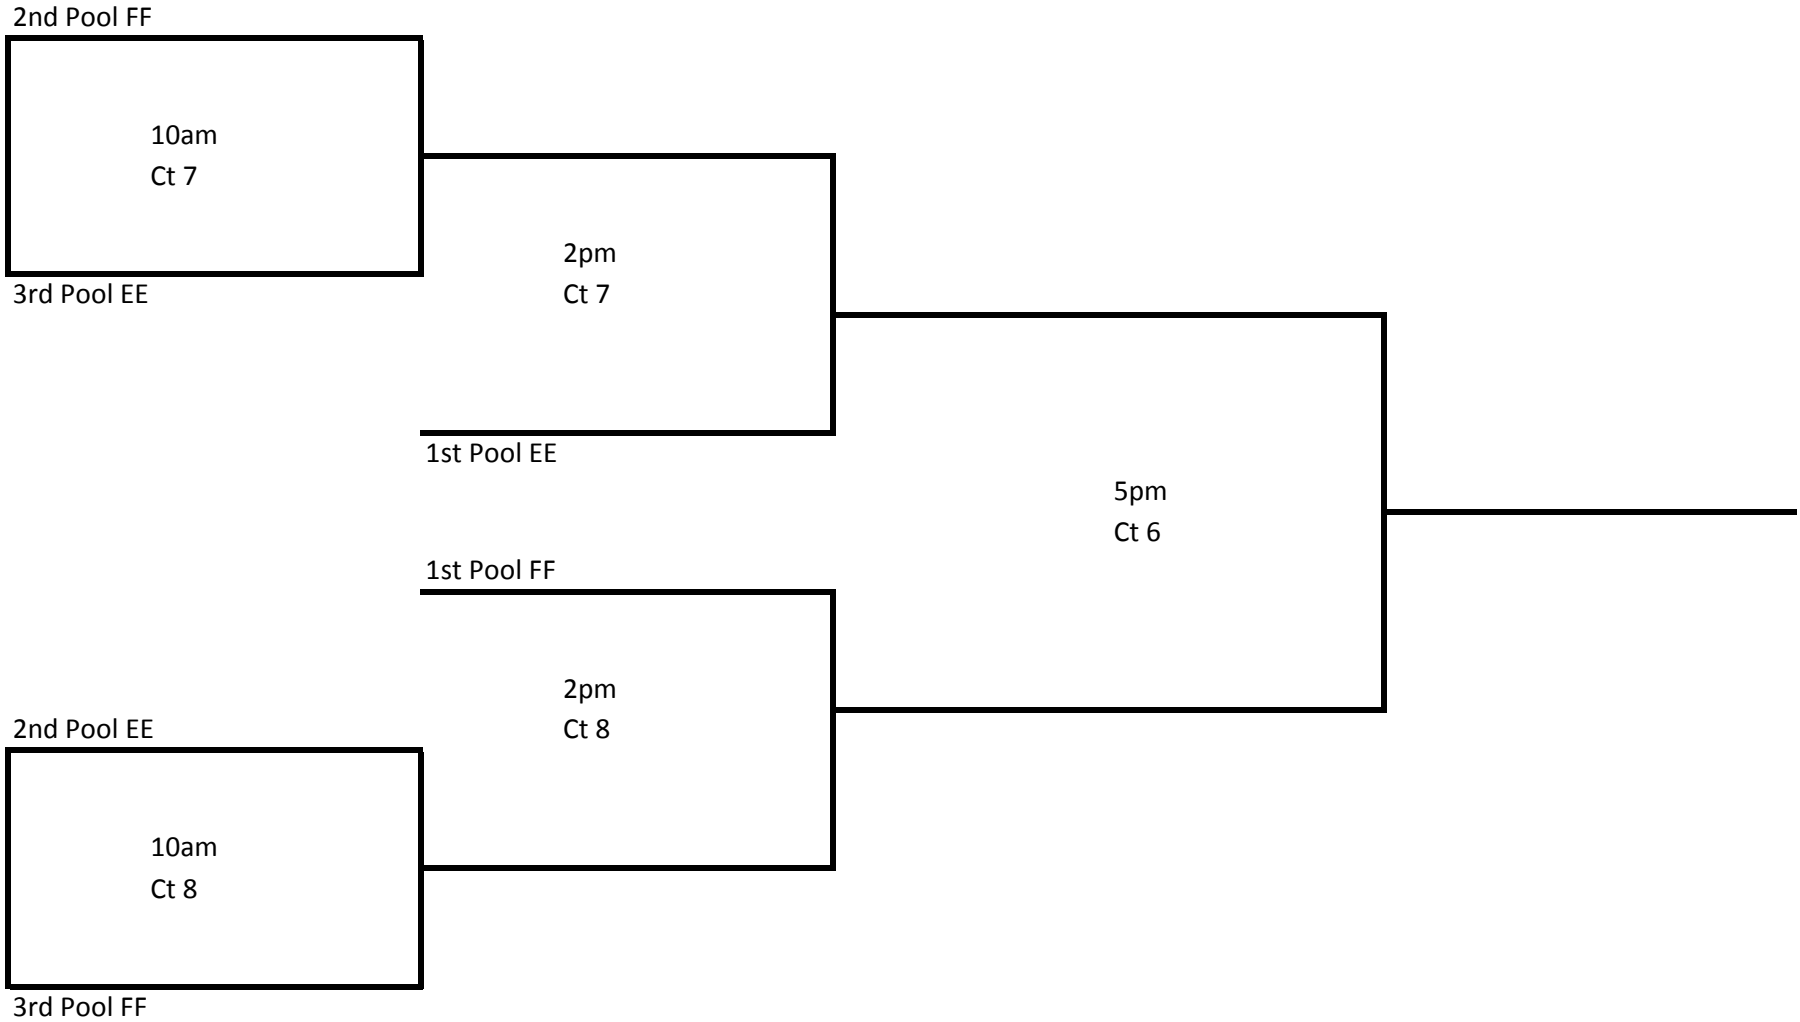 2nd Pool FF
10am
Ct 7
3rd Pool EE
2pm
Ct 7
1st Pool EE
5pm
Ct 6
1st Pool FF
2pm
Ct 8
2nd Pool EE
10am
Ct 8
3rd Pool FF